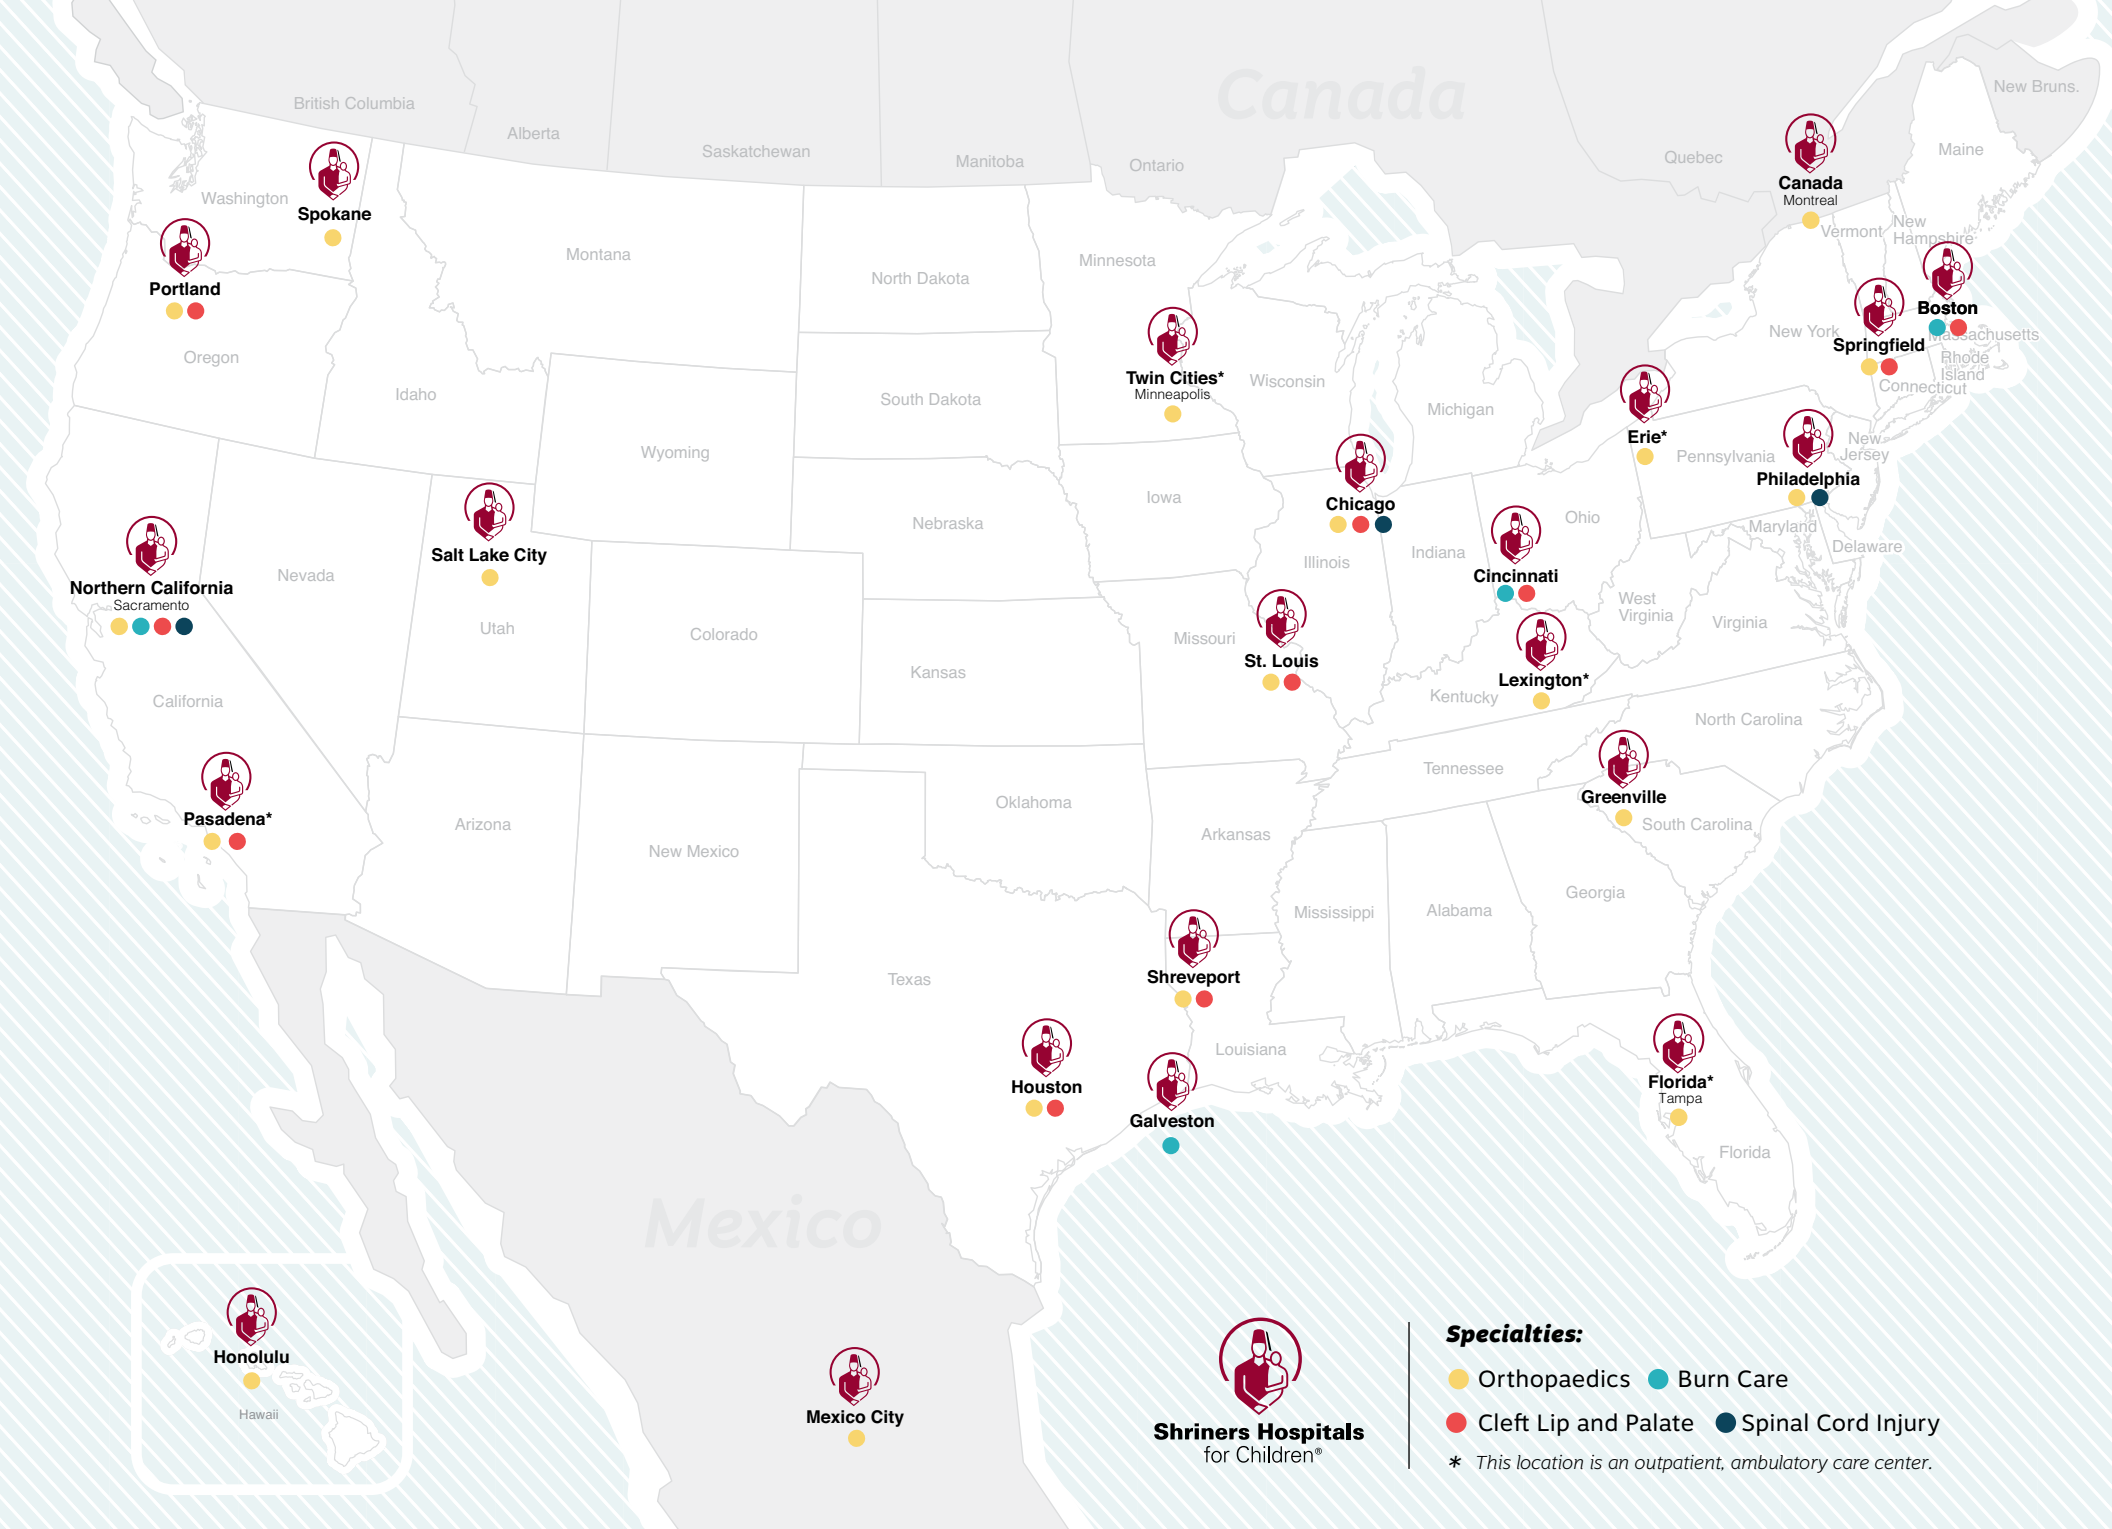 Canada
British Columbia
Alberta
Saskatchewan
Manitoba
Ontario
Quebec
New Bruns.
Maine
Canada
Montreal
Washington
Spokane
Portland
Oregon
Montana
North Dakota
Minnesota
Vermont
New
Hampshire
Boston
Massachusetts
New York
Springfield
Rhode
Island
Connecticut
Idaho
South Dakota
Twin Cities*
Minneapolis
Wisconsin
Michigan
Erie*
Pennsylvania
New
Jersey
Philadelphia
Wyoming
Nebraska
Iowa
Chicago
Illinois
Indiana
Ohio
Cincinnati
Maryland
Delaware
Salt Lake City
Northern California
Sacramento
Nevada
Utah
Colorado
Kansas
Missouri
St. Louis
West
Virginia
Virginia
Lexington*
Kentucky
California
Pasadena*
Arizona
New Mexico
Oklahoma
Arkansas
Tennessee
North Carolina
Greenville
South Carolina
Georgia
Alabama
Mississippi
Texas
Shreveport
Louisiana
Houston
Galveston
Florida*
Tampa
Florida
Mexico
Honolulu
Hawaii
Mexico City
Shriners Hospitals
for Children®
Specialties:
Orthopaedics
Burn Care
Cleft Lip and Palate
Spinal Cord Injury
* This location is an outpatient, ambulatory care center.